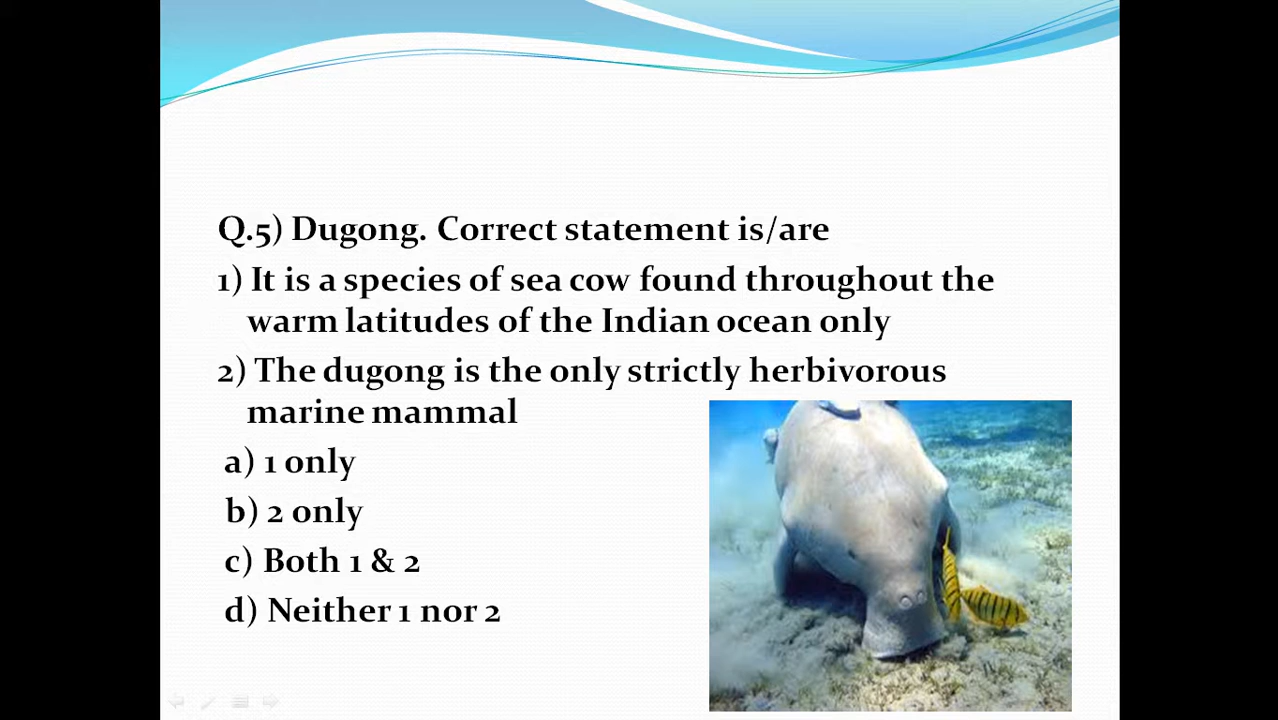 Q.5) Dugong. Correct statement is/are
1) It is a species of sea cow found throughout the
warm latitudes of the Indian ocean only
2) The dugong is the only strictly herbivorous
marine mammal
a) 1 only
b) 2 only
c) Both 1 & 2
d) Neither 1 nor 2